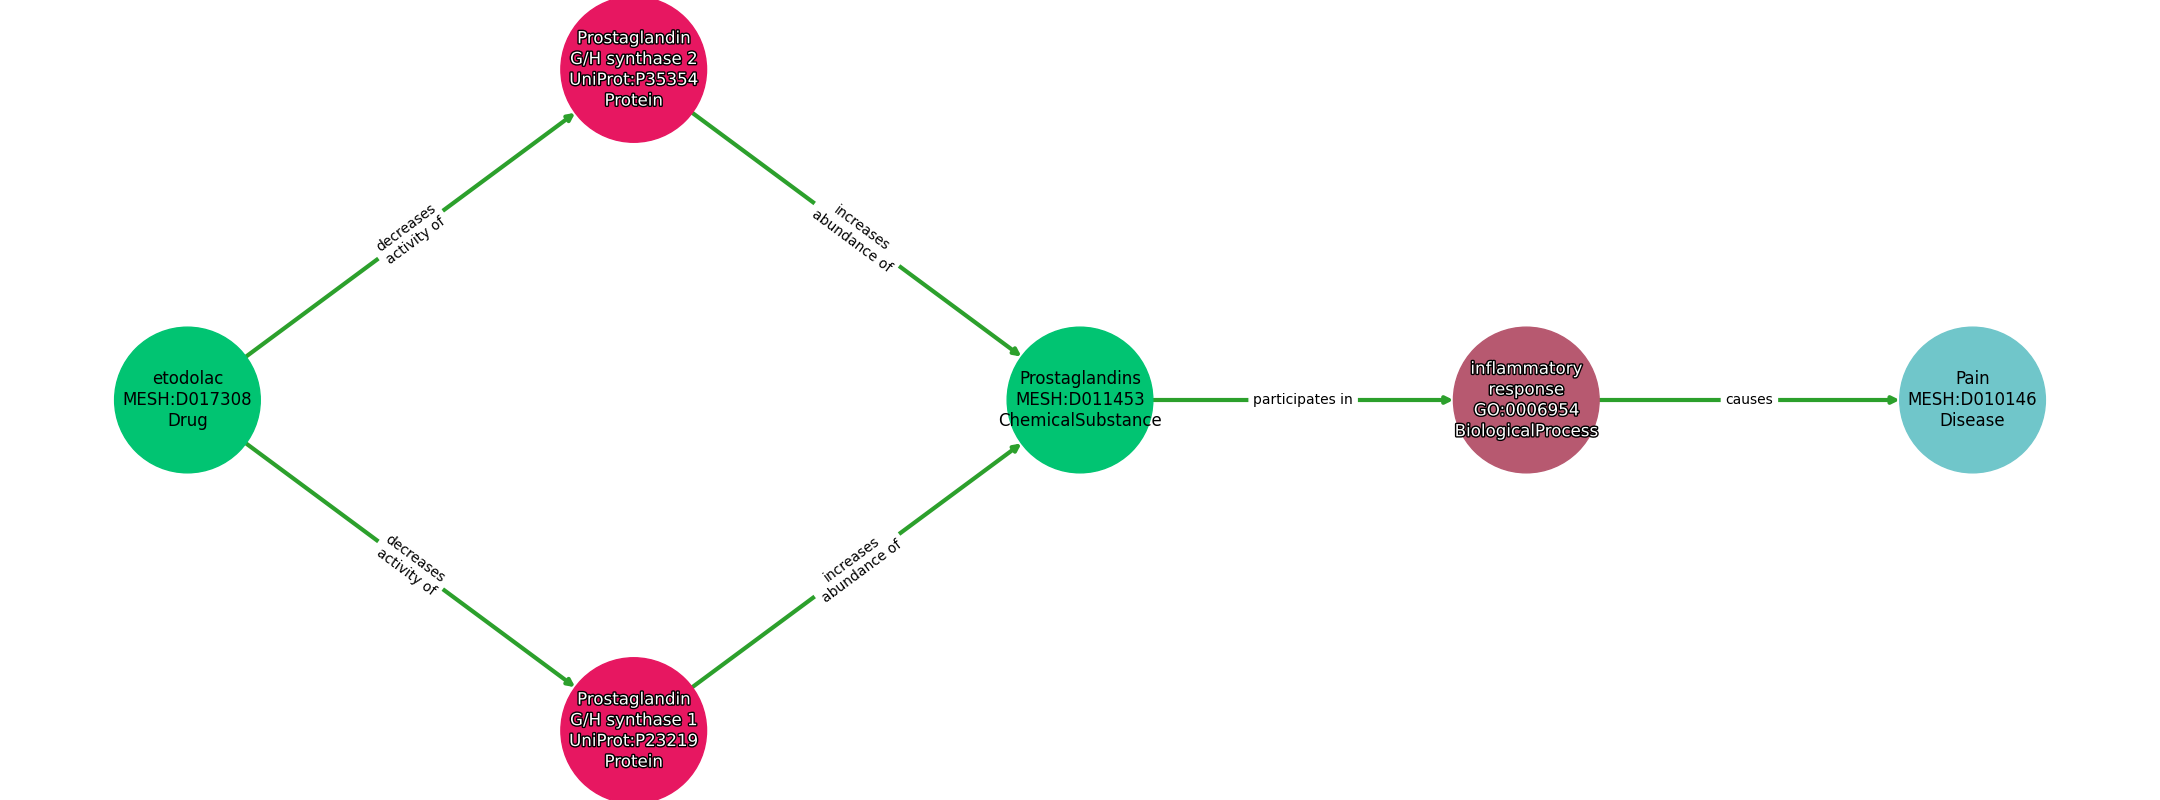 Prostaglandin
G/H synthase 2
UniProt:P35354
Protein
decreases
activity of
increases
abundance of
etodolac
MESH:D017308
Drug
Prostaglandins
MESH:D011453
ChemicalSubstance
participates in
inflammatory
response
GO:0006954
BiologicalProcess
causes
Pain
MESH:D010146
Disease
decreases
activity of
increases
abundance of
Prostaglandin
G/H synthase 1
UniProt:P23219
Protein